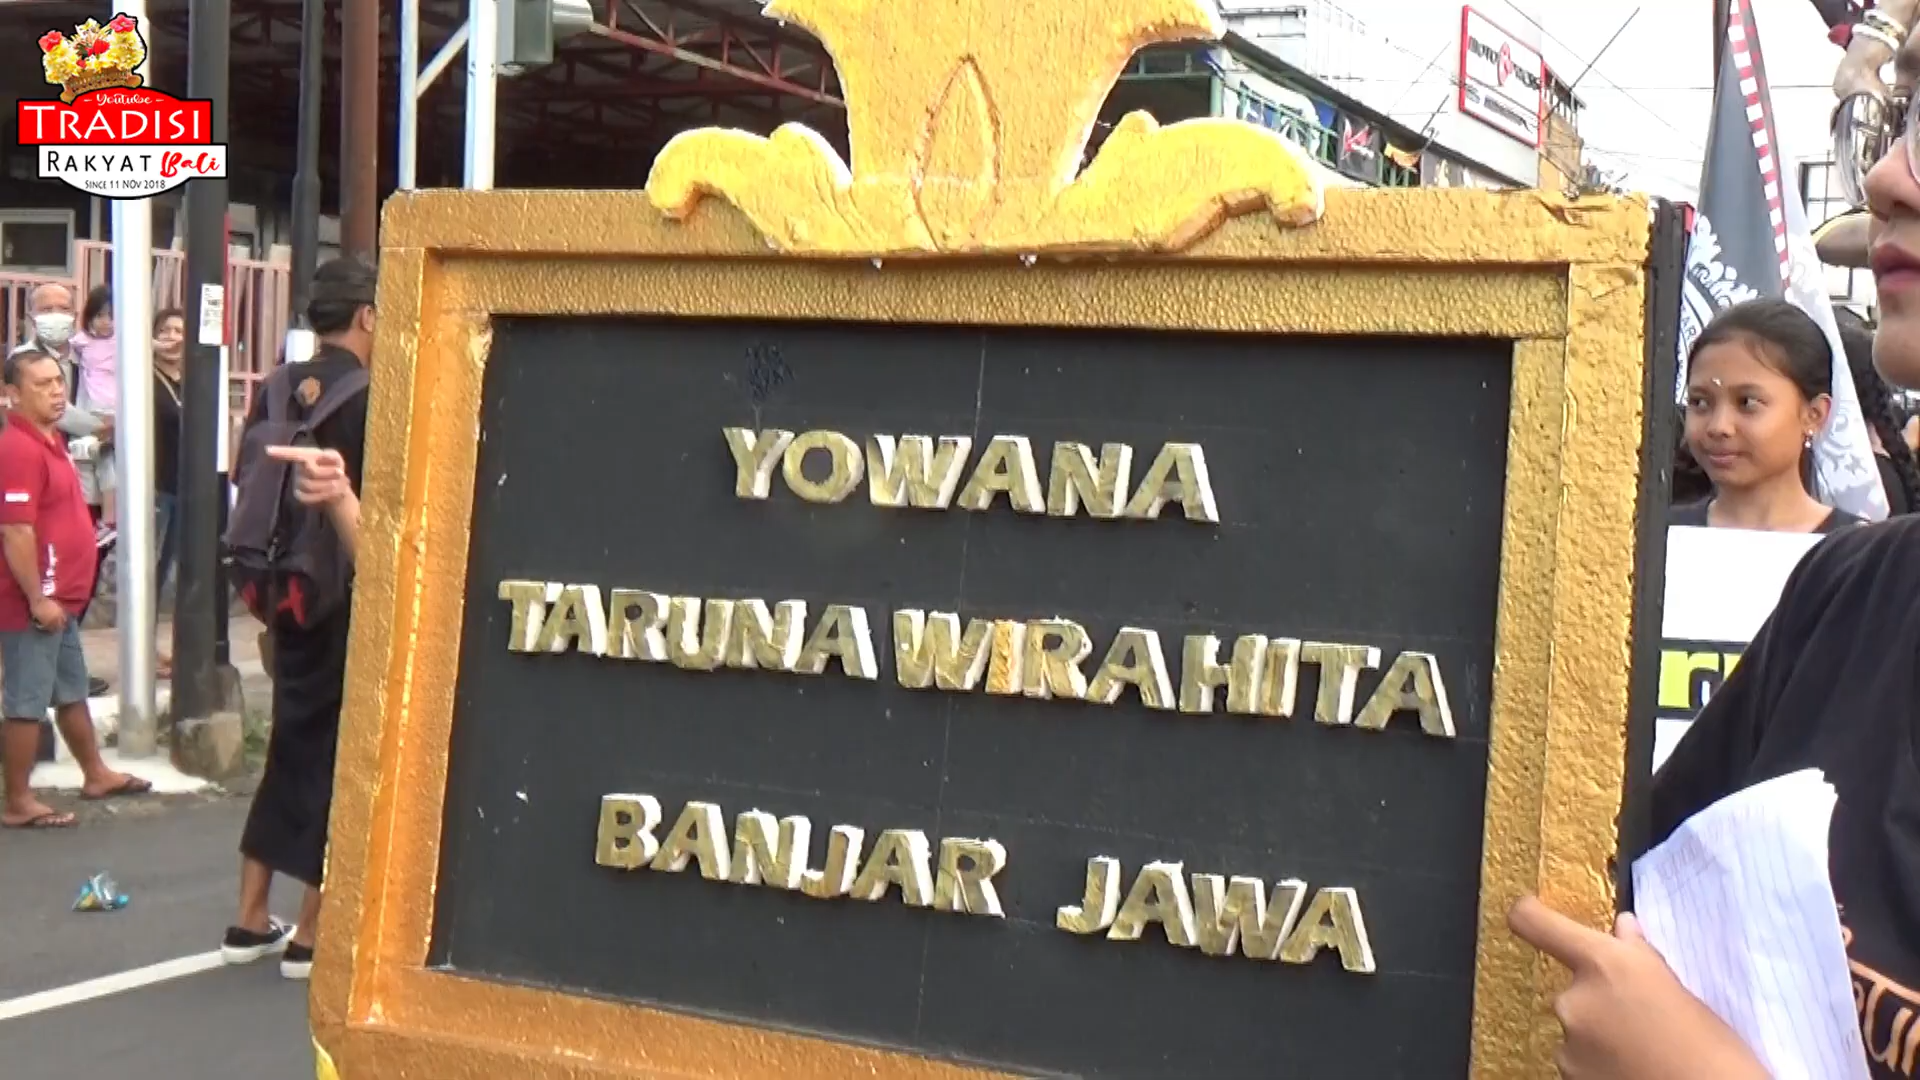 Youtube
TRADISI
RAKYAT Bali
SINCE 11 NOV 2018
YOWANA
TARUNA WIRAHITA
BANJAR JAWA